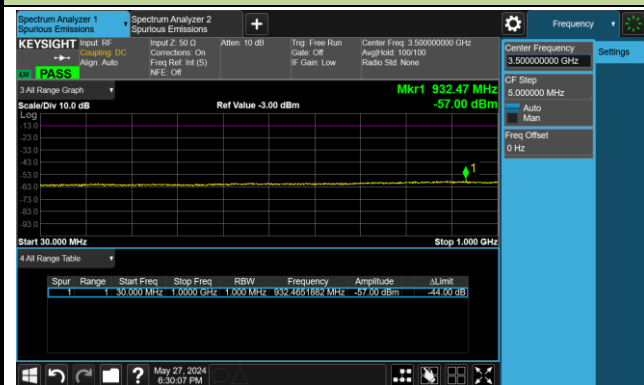 Spectrum Analyzer 1
Spurious Emissions
Spectrum Analyzer 2
Spurious Emissions
Frequency
KEYSIGHT Input: RF
Coupling: DC
Align: Auto
Input Z: 50 Ω
Corrections: On
Freq Ref: Int (S)
NFE: Off
Atten: 10 dB
Trig: Free Run
Gate: Off
IF Gain: Low
Center Freq: 3.500000000 GHz
Avg|Hold: 100/100
Radio Std: None
LM PASS
Center Frequency
3.500000000 GHz
Settings
CF Step
5.000000 MHz
Auto
Man
Freq Offset
0 Hz
3 All Range Graph
Mkr1 932.47 MHz
Scale/Div 10.0 dB Ref Value -3.00 dBm -57.00 dBm
Log
-13.0
-23.0
-33.0
-43.0
-53.0
-63.0
-73.0
-83.0
-93.0
1
Start 30.000 MHz Stop 1.000 GHz
4 All Range Table
Spur Range Start Freq Stop Freq RBW Frequency Amplitude ΔLimit
1 1 30.000 MHz 1.0000 GHz 1.000 MHz 932.4651882 MHz -57.00 dBm -44.00 dB
May 27, 2024
6:30:07 PM